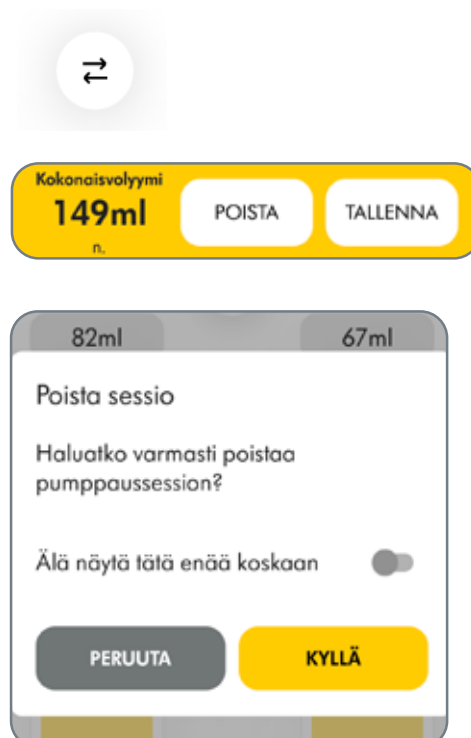 Kokonaisvolyymi
149ml
n.
POISTA
TALLENNA
82ml
67ml
Poista sessio
Haluatko varmasti poistaa
pumppaussession?
Älä näytä tätä enää koskaan
PERUUTA
KYLLÄ